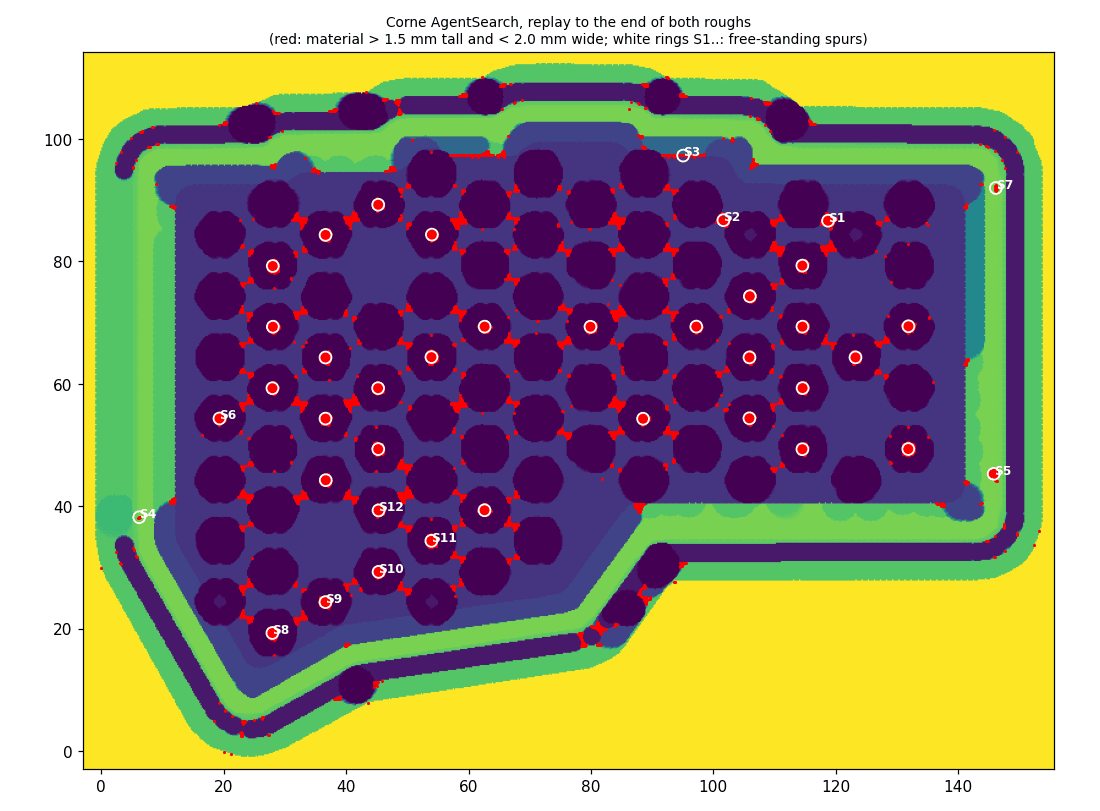 Corne AgentSearch, replay to the end of both roughs
(red: material > 1.5 mm tall and < 2.0 mm wide; white rings S1..: free-standing spurs)
100
80
60
40
20
0
S3
S7
S2
S1
S6
S5
S12
S4
S11
S10
S9
S8
0 20 40 60 80 100 120 140